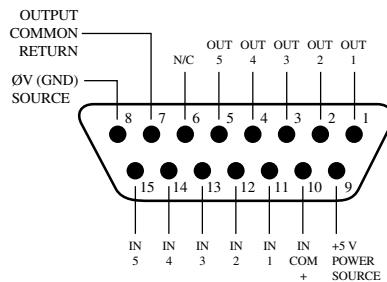 OUTPUT
COMMON
RETURN
ØV (GND)
SOURCE
N/C
OUT
5
OUT
4
OUT
3
OUT
2
OUT
1
8 7 6 5 4 3 2 1
15 14 13 12 11 10 9
IN
5
IN
4
IN
3
IN
2
IN
1
IN
COM
+
+5 V
POWER
SOURCE